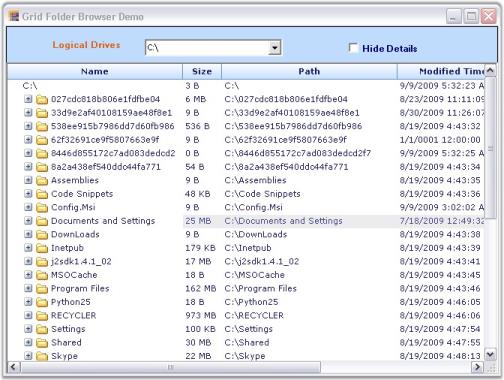 Grid Folder Browser Demo
Logical Drives C:\ Hide Details
Name Size Path Modified Time
C:\ 3 B C:\ 9/9/2009 5:32:23 A
027cdc818b806e1fdfbe04 6 MB C:\027cdc818b806e1fdfbe04 8/23/2009 11:11:09
33d9e2af40108159ae48f8e1 9 B C:\33d9e2af40108159ae48f8e1 8/30/2009 11:26:07
538ee915b7986dd7d60fb986 536 B C:\538ee915b7986dd7d60fb986 8/19/2009 4:43:32
62f32691ce9f5807663e9f 9 B C:\62f32691ce9f5807663e9f 1/1/0001 12:00:00
8446d855172c7ad083dedcd2 0 B C:\8446d855172c7ad083dedcd2f7 9/9/2009 5:32:25 A
8a2a438ef540ddc44fa771 54 B C:\8a2a438ef540ddc44fa771 8/19/2009 4:43:34
Assemblies 9 B C:\Assemblies 8/19/2009 4:43:35
Code Snippets 48 KB C:\Code Snippets 8/19/2009 4:43:36
Config.Msi 9 B C:\Config.Msi 9/9/2009 3:02:02 A
Documents and Settings 25 MB C:\Documents and Settings 7/18/2009 12:49:32
DownLoads 9 B C:\DownLoads 8/19/2009 4:43:38
Inetpub 179 KB C:\Inetpub 8/19/2009 4:43:39
j2sdk1.4.1_02 17 MB C:\j2sdk1.4.1_02 8/19/2009 4:43:41
MSOCache 18 B C:\MSOCache 8/19/2009 4:43:45
Program Files 162 MB C:\Program Files 8/19/2009 4:43:46
Python25 18 B C:\Python25 8/19/2009 4:46:05
RECYCLER 973 MB C:\RECYCLER 8/19/2009 4:46:06
Settings 100 KB C:\Settings 8/19/2009 4:47:54
Shared 30 MB C:\Shared 8/19/2009 4:47:55
Skype 22 MB C:\Skype 8/19/2009 4:48:13